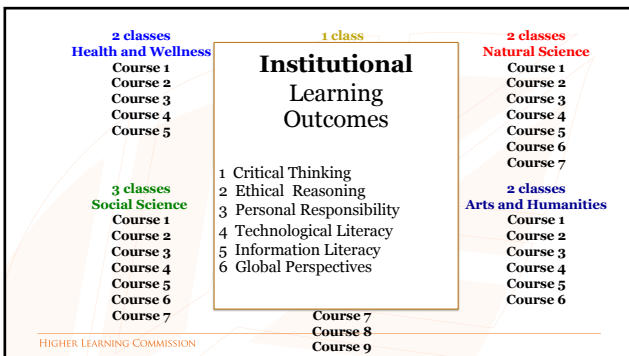 2 classes
Health and Wellness
Course 1
Course 2
Course 3
Course 4
Course 5
3 classes
Social Science
Course 1
Course 2
Course 3
Course 4
Course 5
Course 6
Course 7
1 class
Institutional
Learning
Outcomes
1 Critical Thinking
2 Ethical Reasoning
3 Personal Responsibility
4 Technological Literacy
5 Information Literacy
6 Global Perspectives
Course 7
Course 8
Course 9
2 classes
Natural Science
Course 1
Course 2
Course 3
Course 4
Course 5
Course 6
Course 7
2 classes
Arts and Humanities
Course 1
Course 2
Course 3
Course 4
Course 5
Course 6
HIGHER LEARNING COMMISSION